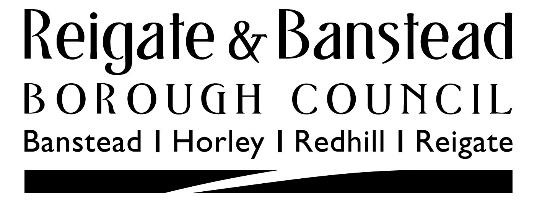 Reigate & Banstead
BOROUGH COUNCIL
Banstead | Horley | Redhill | Reigate